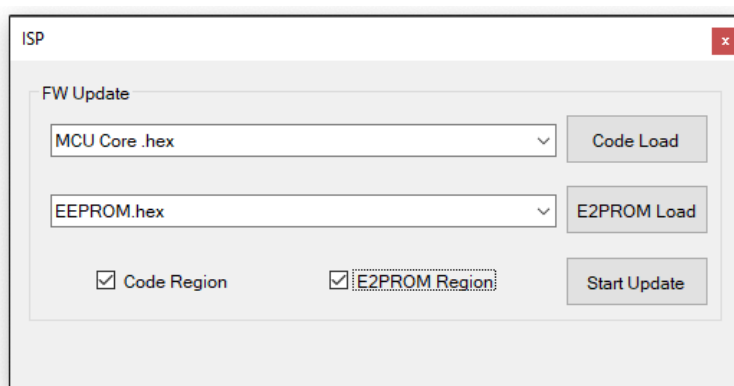 ISP
x
FW Update
MCU Core .hex
Code Load
EEPROM.hex
E2PROM Load
Code Region
E2PROM Region
Start Update